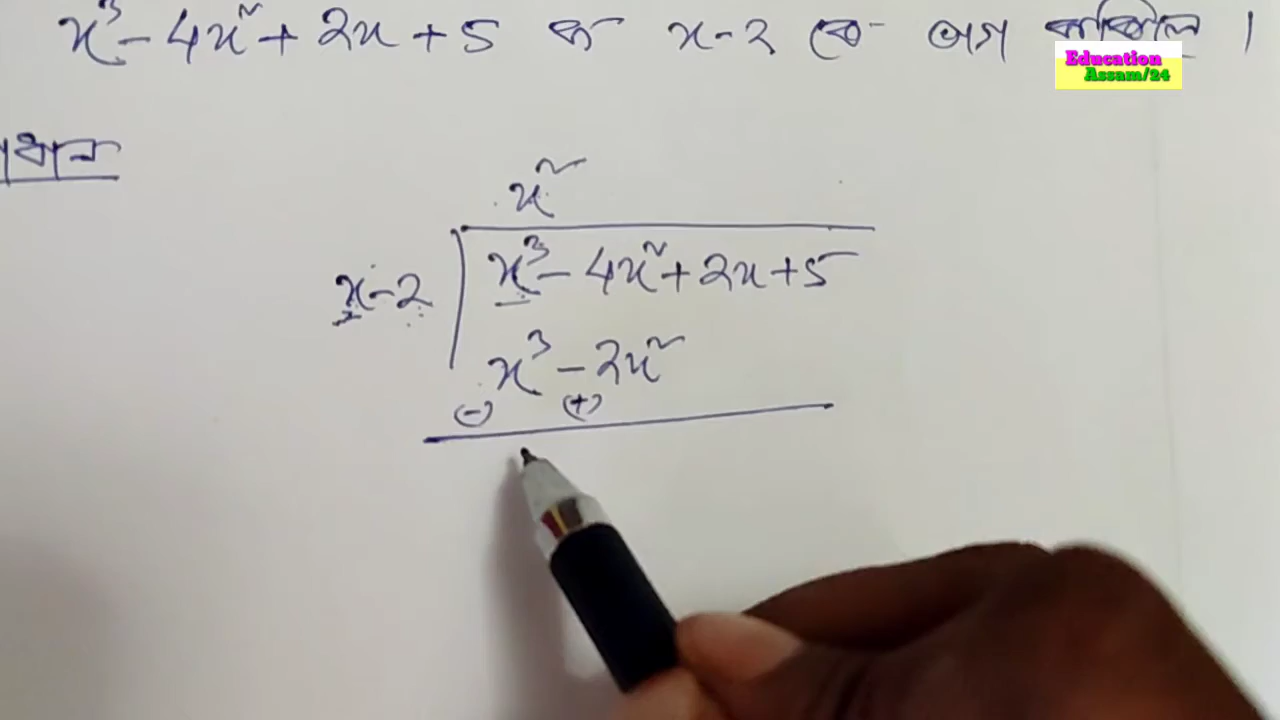 x³ - 4x² + 2x + 5 ক x-2 ৰে ভাগ কৰিলে ।
Education
Assam/24
x²
x-2 x³ - 4x² + 2x + 5
x³ - 2x²
(-) (+)